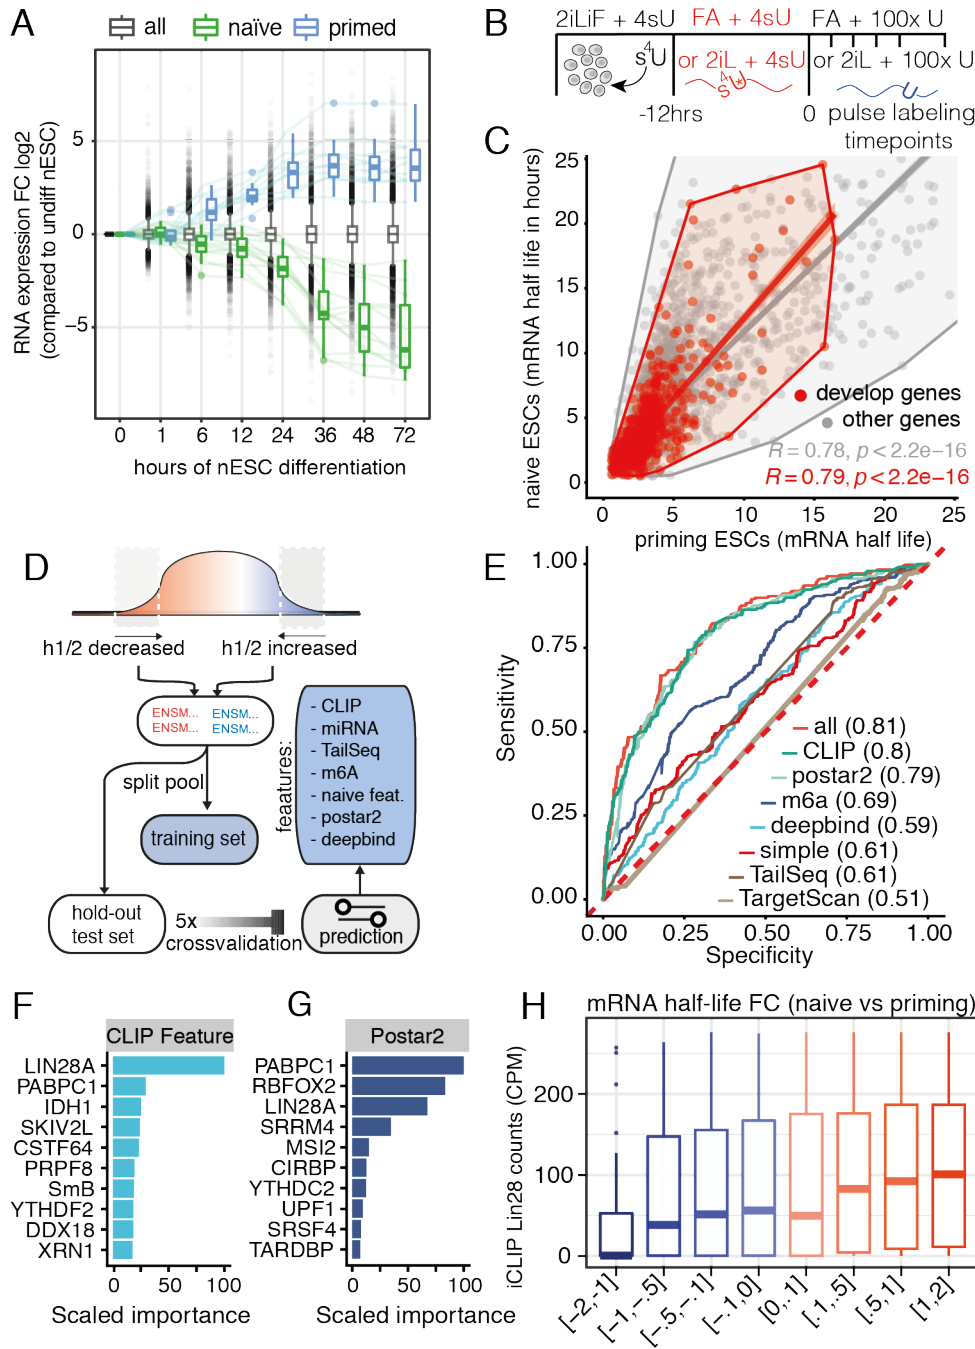 A
all
naïve
primed
RNA expression FC log2
(compared to undiff nESC)
5
0
−5
0
1
6
12
24
36
48
72
hours of nESC differentiation
B
2iLiF + 4sU
FA + 4sU
FA + 100x U
s4U
or 2iL + 4sU
or 2iL + 100x U
s4U*
U
-12hrs
0
pulse labeling
timepoints
C
naive ESCs (mRNA half life in hours)
25
20
15
10
5
0
develop genes
other genes
R = 0.78, p < 2.2e−16
R = 0.79, p < 2.2e−16
0
5
10
15
20
25
priming ESCs (mRNA half life)
D
h1/2 decreased
h1/2 increased
ENSM...
ENSM...
ENSM...
ENSM...
split pool
training set
hold-out
test set
5x
crossvalidation
prediction
features:
- CLIP
- miRNA
- TailSeq
- m6A
- naive feat.
- postar2
- deepbind
E
Sensitivity
1.00
0.75
0.50
0.25
0.00
all (0.81)
CLIP (0.8)
postar2 (0.79)
m6a (0.69)
deepbind (0.59)
simple (0.61)
TailSeq (0.61)
TargetScan (0.51)
0.00
0.25
0.50
0.75
1.00
Specificity
F
CLIP Feature
LIN28A
PABPC1
IDH1
SKIV2L
CSTF64
PRPF8
SmB
YTHDF2
DDX18
XRN1
0
50
100
Scaled importance
G
Postar2
PABPC1
RBFOX2
LIN28A
SRRM4
MSI2
CIRBP
YTHDC2
UPF1
SRSF4
TARDBP
0
50
100
Scaled importance
H
mRNA half-life FC (naive vs priming)
iCLIP Lin28 counts (CPM)
200
100
0
[−2,−1]
[−1,−.5]
[−.5,−.1]
[−.1,0]
[0,.1]
[.1,.5]
[.5,1]
[1,2]